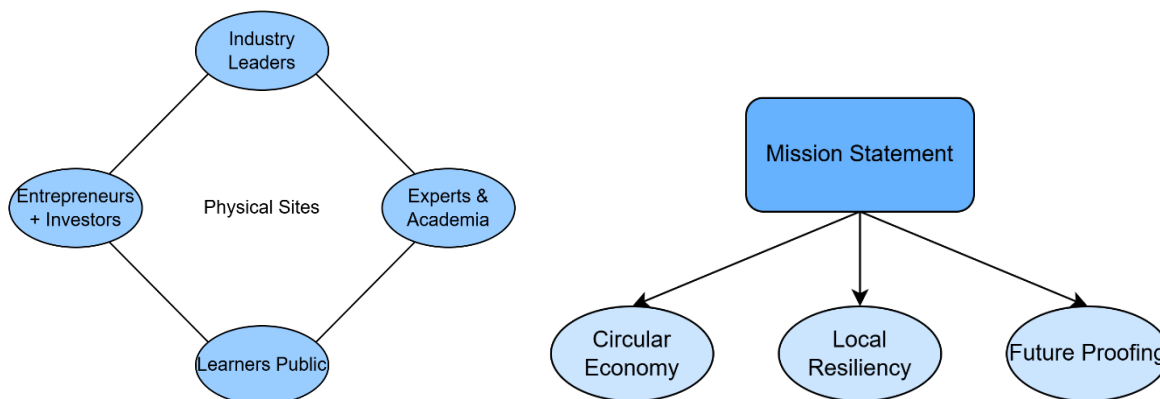 Industry
Leaders
Entrepreneurs
+ Investors
Physical Sites
Experts &
Academia
Learners Public
Mission Statement
Circular
Economy
Local
Resiliency
Future Proofing